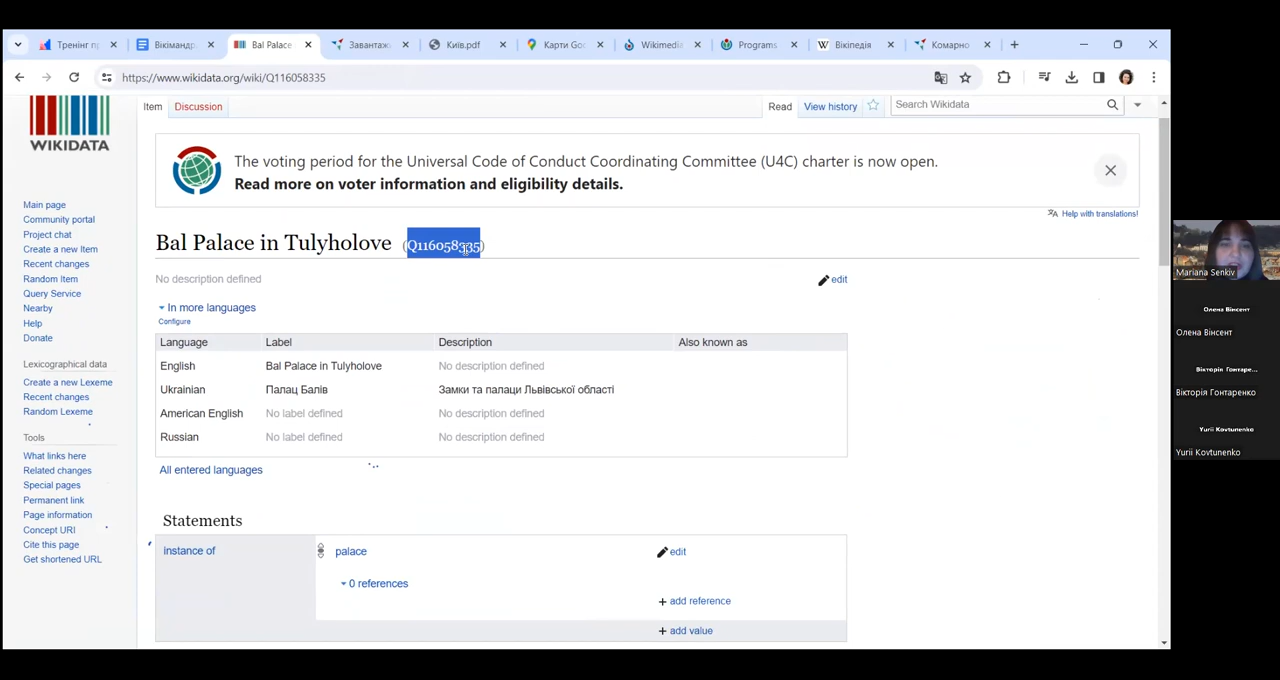 Тренінг п
Вікімандр
Bal Palace
Завантаж
Київ.pdf
Карти Goo
Wikimedi
Programs
Вікіпедія
Комарно
https://www.wikidata.org/wiki/Q116058335
WIKIDATA
Main page
Community portal
Project chat
Create a new Item
Recent changes
Random Item
Query Service
Nearby
Help
Donate
Lexicographical data
Create a new Lexeme
Recent changes
Random Lexeme
Tools
What links here
Related changes
Special pages
Permanent link
Page information
Concept URI
Cite this page
Get shortened URL
Item Discussion Read View history Search Wikidata
The voting period for the Universal Code of Conduct Coordinating Committee (U4C) charter is now open.
Read more on voter information and eligibility details.
Help with translations!
Bal Palace in Tulyholove (Q116058335)
No description defined edit
In more languages
Configure
Language Label Description Also known as
English Bal Palace in Tulyholove No description defined
Ukrainian Палац Балів Замки та палаци Львівської області
American English No label defined No description defined
Russian No label defined No description defined
All entered languages
Statements
instance of palace edit
0 references
+ add reference
+ add value
Mariana Senkiv
Олена Вінсент
Олена Вінсент
Вікторія Гонтаре...
Вікторія Гонтаренко
Yurii Kovtunenko
Yurii Kovtunenko